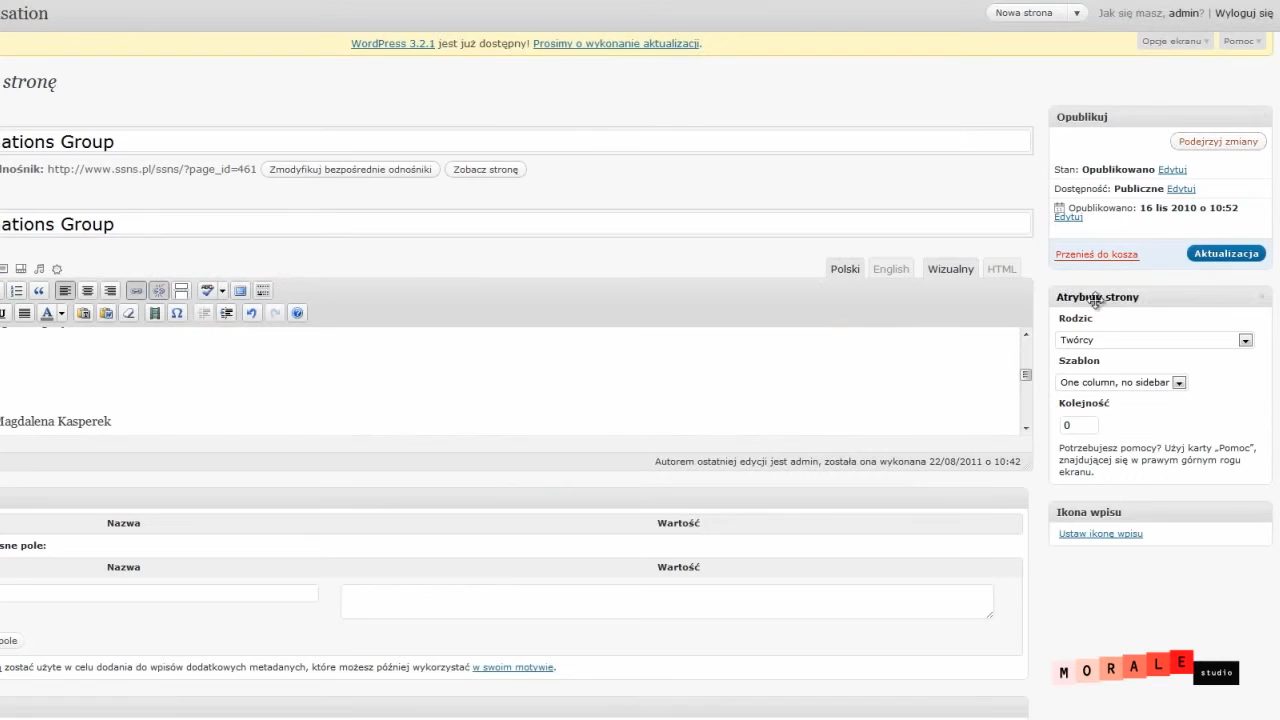 sation
Nowa strona
Jak się masz, admin? | Wyloguj się
WordPress 3.2.1 jest już dostępny! Prosimy o wykonanie aktualizacji.
Opcje ekranu
Pomoc
stronę
ations Group
dnośnik: http://www.ssns.pl/ssns/?page_id=461
Zmodyfikuj bezpośrednie odnośniki
Zobacz stronę
ations Group
Polski
English
Wizualny
HTML
Magdalena Kasperek
Autorem ostatniej edycji jest admin, została ona wykonana 22/08/2011 o 10:42
Nazwa
Wartość
sne pole:
Nazwa
Wartość
pole
zostać użyte w celu dodania do wpisów dodatkowych metadanych, które możesz później wykorzystać w swoim motywie.
Opublikuj
Podejrzyj zmiany
Stan: Opublikowano Edytuj
Dostępność: Publiczne Edytuj
Opublikowano: 16 lis 2010 o 10:52
Edytuj
Przenieś do kosza
Aktualizacja
Atrybuty strony
Rodzic
Twórcy
Szablon
One column, no sidebar
Kolejność
0
Potrzebujesz pomocy? Użyj karty „Pomoc”,
znajdującej się w prawym górnym rogu
ekranu.
Ikona wpisu
Ustaw ikonę wpisu
MORALE studio